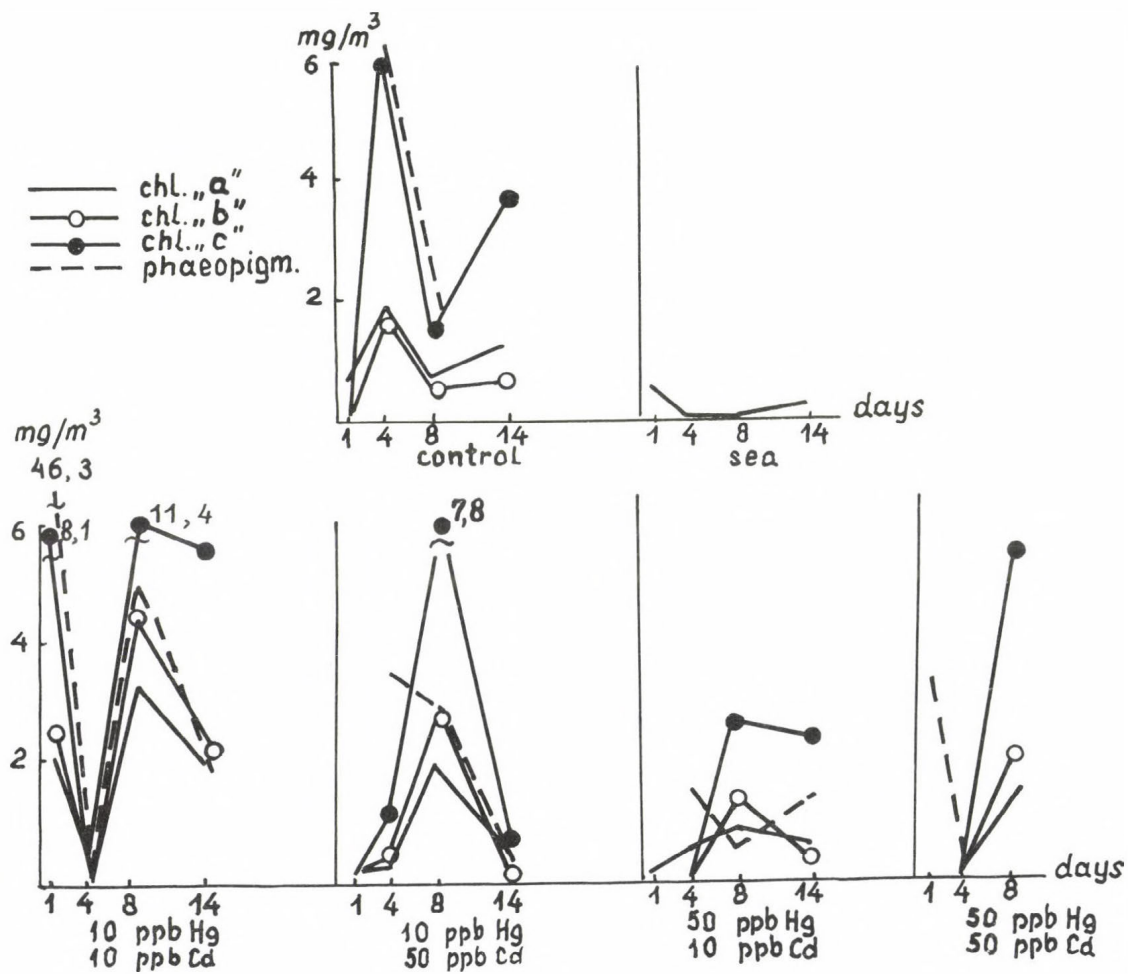 mg/m³
6
4
2
chl. „a”
chl. „b”
chl. „c”
phaeopigm.
1 4 8 14
control
1 4 8 14
sea
days
mg/m³
46,3
8,1
11,4
6
4
2
1 4 8 14
10 ppb Hg
10 ppb Cd
7,8
1 4 8 14
10 ppb Hg
50 ppb Cd
1 4 8 14
50 ppb Hg
10 ppb Cd
1 4 8
50 ppb Hg
50 ppb Cd
days